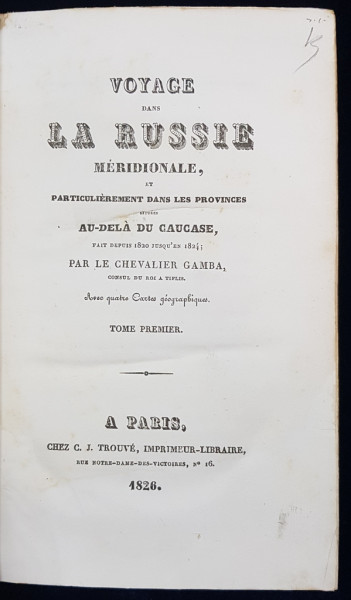 VOYAGE
DANS
LA RUSSIE
MÉRIDIONALE,
ET
PARTICULIÈREMENT DANS LES PROVINCES
SITUÉES
AU-DELÀ DU CAUCASE,
FAIT DEPUIS 1820 JUSQU'EN 1824;
PAR LE CHEVALIER GAMBA,
CONSUL DU ROI A TIFLIS.
Avec quatre Cartes géographiques.
TOME PREMIER.
A PARIS,
CHEZ C. J. TROUVÉ, IMPRIMEUR-LIBRAIRE,
RUE NOTRE-DAME-DES-VICTOIRES, Nº 16.
1826.